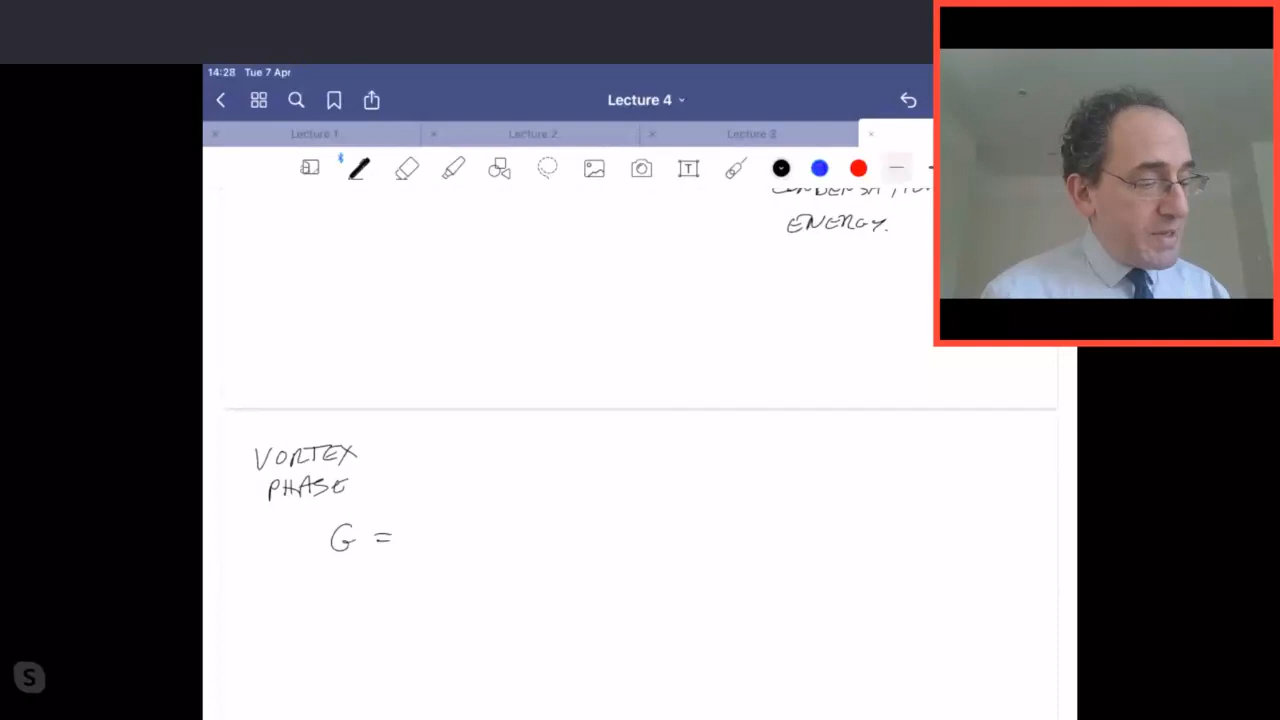 14:28 Tue 7 Apr
Lecture 4
Lecture 1
Lecture 2
Lecture 3
T
ENERGY.
VORTEX
PHASE
G =
S